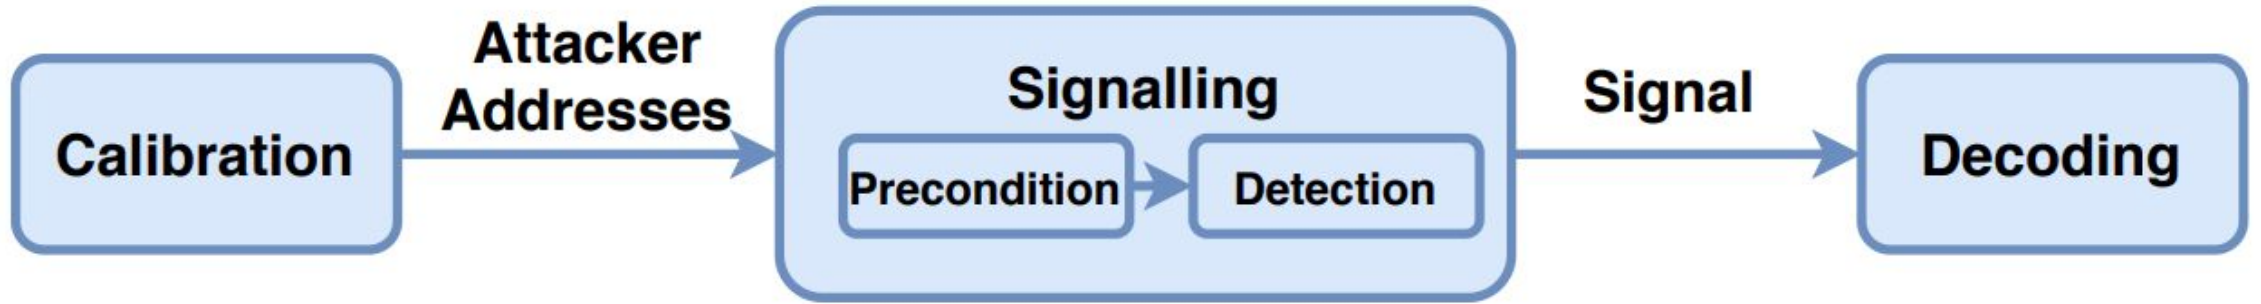 Calibration
Attacker
Addresses
Signalling
Precondition
Detection
Signal
Decoding